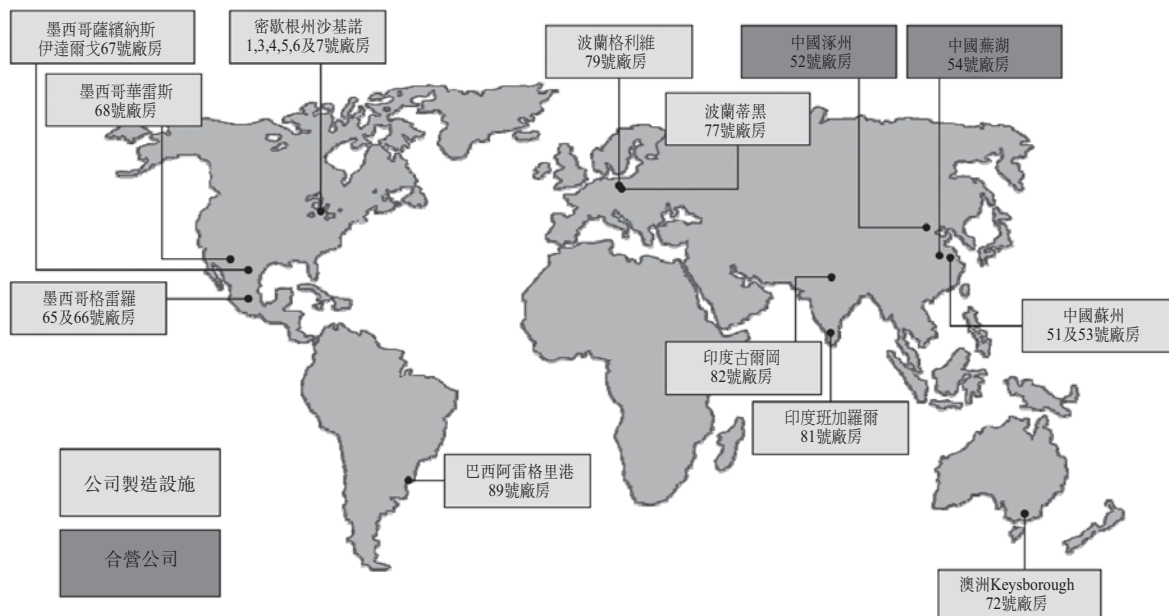 墨西哥薩繽納斯
伊達爾戈67號廠房
密歇根州沙基諾
1,3,4,5,6及7號廠房
波蘭格利維
79號廠房
中國涿州
52號廠房
中國蕪湖
54號廠房
墨西哥華雷斯
68號廠房
波蘭蒂黑
77號廠房
墨西哥格雷羅
65及66號廠房
中國蘇州
51及53號廠房
印度古爾岡
82號廠房
印度班加羅爾
81號廠房
公司製造設施
巴西阿雷格里港
89號廠房
合營公司
澳洲Keysborough
72號廠房